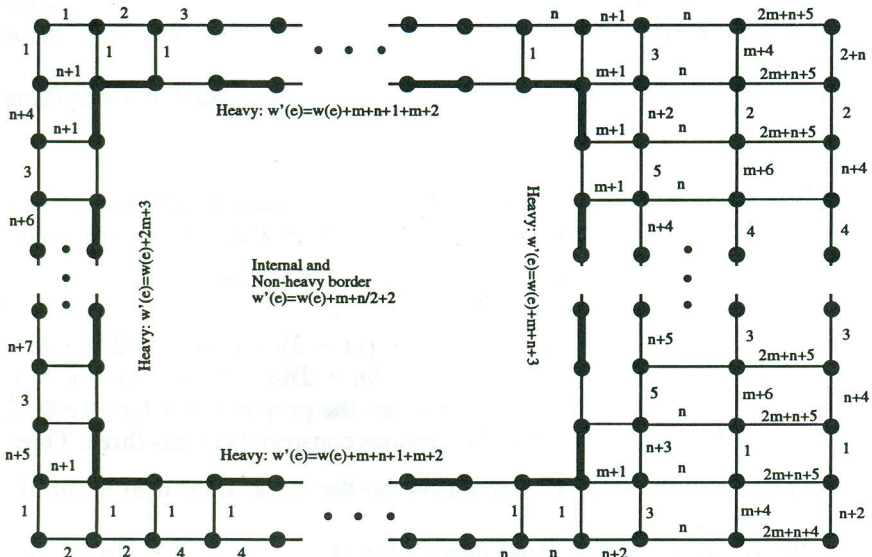 1 2 3 n n+1 n 2m+n+5
1 1 1 1 3 m+4 2+n
n+1 m+1 n 2m+n+5
n+4 Heavy: w'(e)=w(e)+m+n+1+m+2 n+2 2 2
n+1 m+1 n 2m+n+5
3 5 m+6 n+4
m+1 n
n+6 n+4 4 4
Heavy: w'(e)=w(e)+2m+3
Heavy: w'(e)=w(e)+m+n+3
Internal and
Non-heavy border
w'(e)=w(e)+m+n/2+2
n+7 n+5 3 3
2m+n+5
3 5 m+6 n+4
n 2m+n+5
n+5 Heavy: w'(e)=w(e)+m+n+1+m+2 n+3 1 1
n+1 m+1 n 2m+n+5
1 1 1 1 1 1 3 m+4 n+2
n 2m+n+4
2 2 4 4 n n n+2